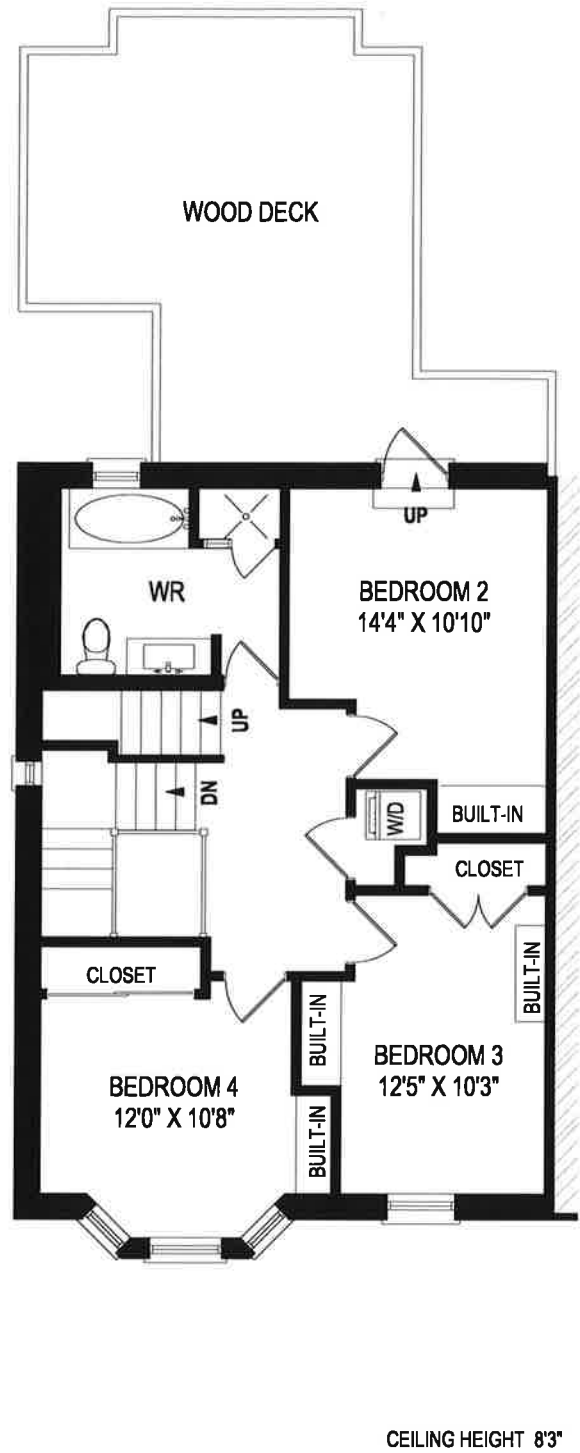 WOOD DECK
UP
WR
BEDROOM 2
14'4" X 10'10"
UP
DN
W/D
BUILT-IN
CLOSET
CLOSET
BUILT-IN
BUILT-IN
BEDROOM 3
12'5" X 10'3"
BEDROOM 4
12'0" X 10'8"
BUILT-IN
CEILING HEIGHT 8'3"